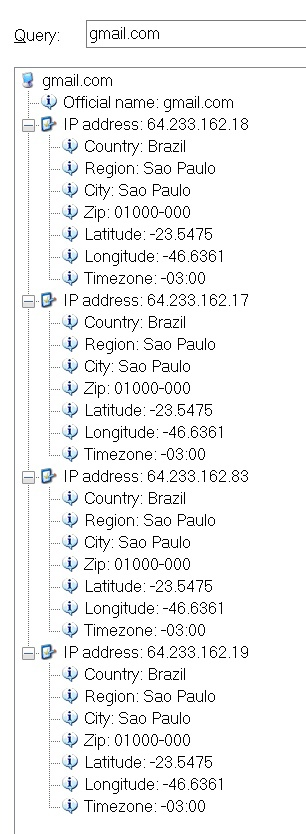 Query: gmail.com
gmail.com
Official name: gmail.com
IP address: 64.233.162.18
Country: Brazil
Region: Sao Paulo
City: Sao Paulo
Zip: 01000-000
Latitude: -23.5475
Longitude: -46.6361
Timezone: -03:00
IP address: 64.233.162.17
Country: Brazil
Region: Sao Paulo
City: Sao Paulo
Zip: 01000-000
Latitude: -23.5475
Longitude: -46.6361
Timezone: -03:00
IP address: 64.233.162.83
Country: Brazil
Region: Sao Paulo
City: Sao Paulo
Zip: 01000-000
Latitude: -23.5475
Longitude: -46.6361
Timezone: -03:00
IP address: 64.233.162.19
Country: Brazil
Region: Sao Paulo
City: Sao Paulo
Zip: 01000-000
Latitude: -23.5475
Longitude: -46.6361
Timezone: -03:00